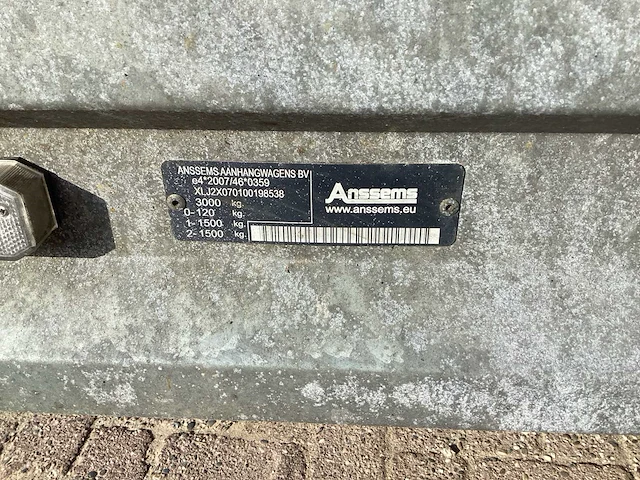 ANSSEMS AANHANGWAGENS BV
e4*2007/46*0359
XLJ2X070100198538
3000 kg.
0-120 kg.
1-1500 kg.
2-1500 kg.
Anssems
www.anssems.eu